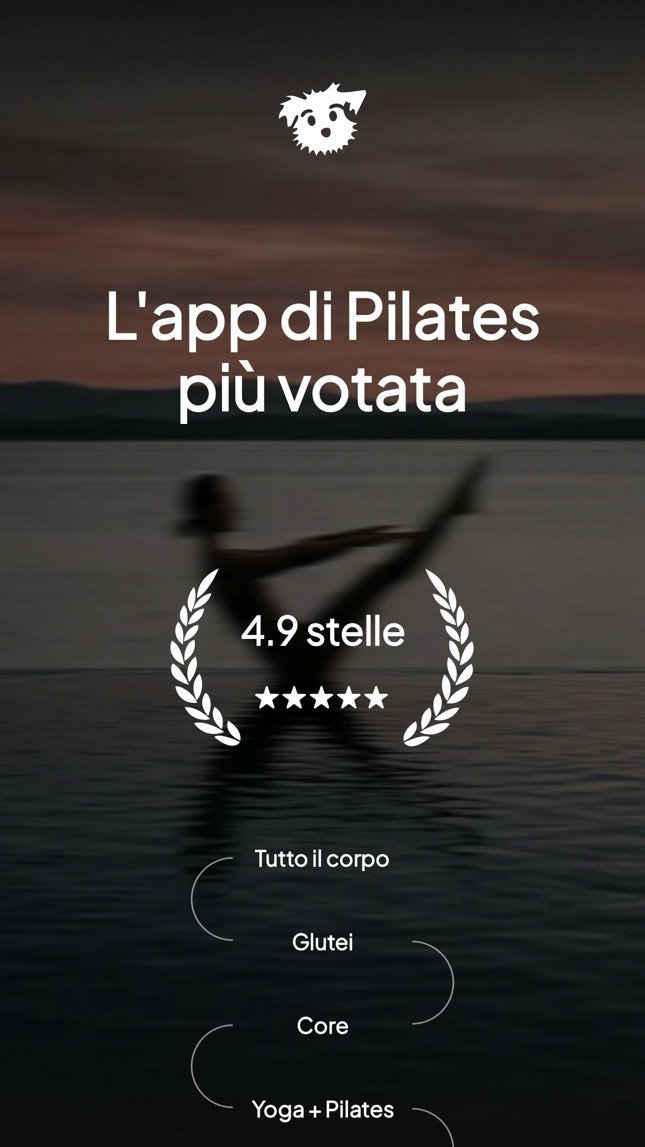 L'app di Pilates
più votata
4.9 stelle
Tutto il corpo
Glutei
Core
Yoga + Pilates